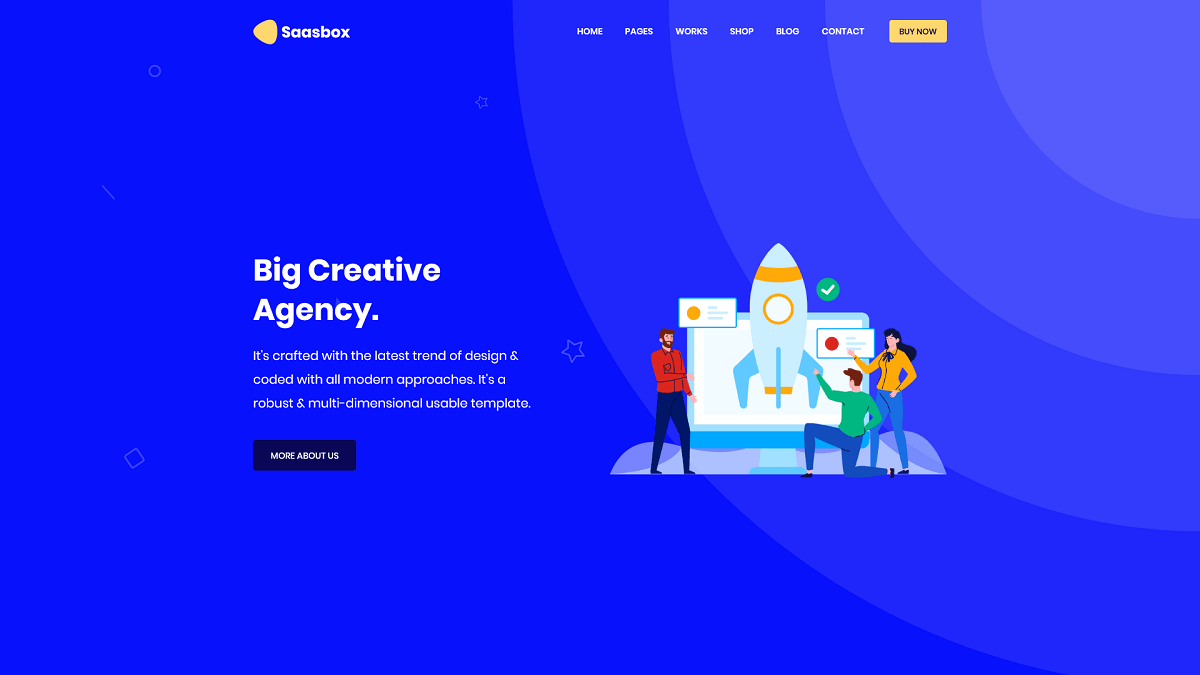 Saasbox
HOME PAGES WORKS SHOP BLOG CONTACT BUY NOW
Big Creative
Agency.
It's crafted with the latest trend of design &
coded with all modern approaches. It's a
robust & multi-dimensional usable template.
MORE ABOUT US